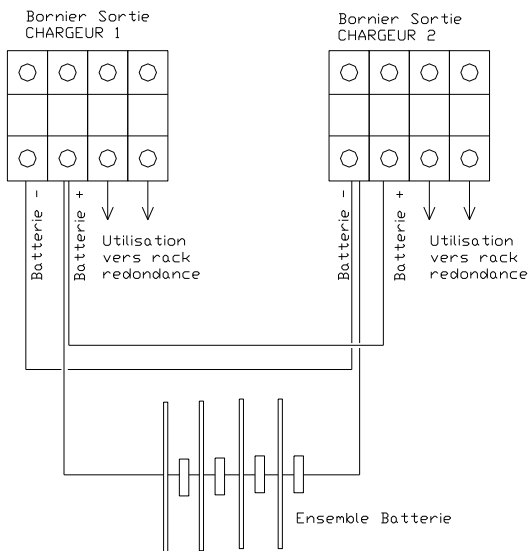 Bornier Sortie
CHARGEUR 1
Bornier Sortie
CHARGEUR 2
Batterie -
Batterie +
Utilisation
vers rack
redondance
Batterie -
Batterie +
Utilisation
vers rack
redondance
Ensemble Batterie